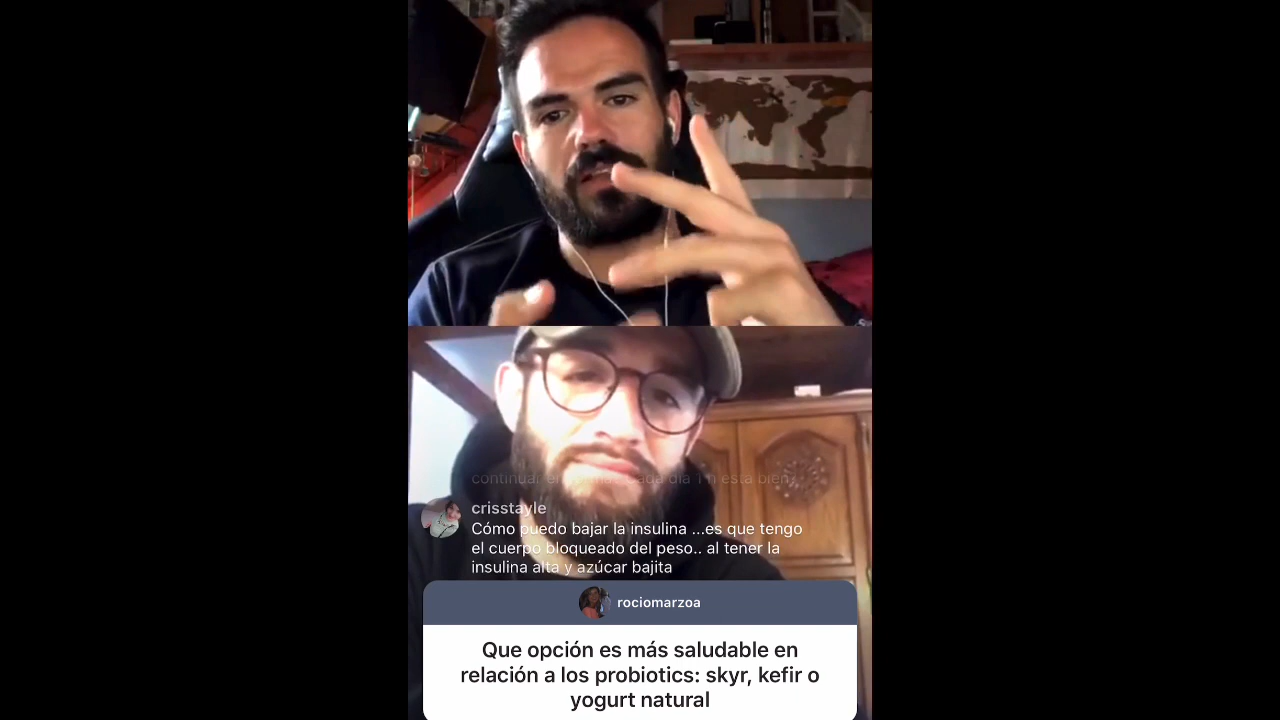 continuar
crisstayle
Cómo puedo bajar la insulina ...es que tengo
el cuerpo bloqueado del peso.. al tener la
insulina alta y azúcar bajita
rociomarzoa
Que opción es más saludable en
relación a los probiotics: skyr, kefir o
yogurt natural